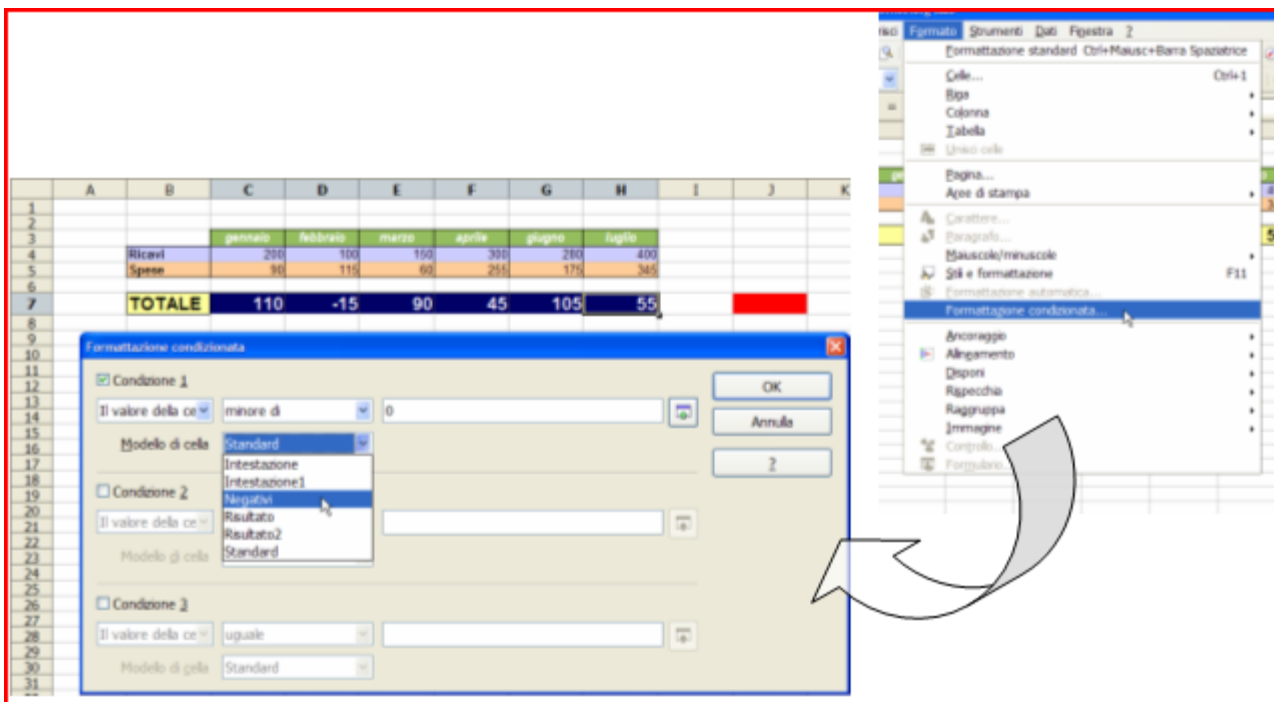 Formato Strumenti Dati Finestra ?
Formattazione standard Ctrl+Maiusc+Barra Spaziatrice
Celle... Ctrl+1
Riga
Colonna
Tabella
Unisci celle
Pagina...
Aree di stampa
Carattere...
Paragrafo...
Maiuscole/minuscole
Stili e formattazione F11
Formattazione automatica...
Formattazione condizionata...
Ancoraggio
Allineamento
Disponi
Rispecchia
Raggruppa
Immagine
Controllo...
Formulario...
A B C D E F G H I J K
1
2
3 gennaio febbraio marzo aprile giugno luglio
4 Ricavi 200 100 150 300 280 400
5 Spese 90 115 60 255 175 345
6
7 TOTALE 110 -15 90 45 105 55
8
9
10
11
12
13
14
15
16
17
18
19
20
21
22
23
24
25
26
27
28
29
30
31
Formattazione condizionata
Condizione 1
Il valore della ce minore di 0
Modello di cella Standard
Intestazione
Intestazione1
Negativi
Risultato
Risultato2
Standard
Condizione 2
Il valore della ce
Modello di cella
Condizione 3
Il valore della ce uguale
Modello di cella Standard
OK
Annulla
?